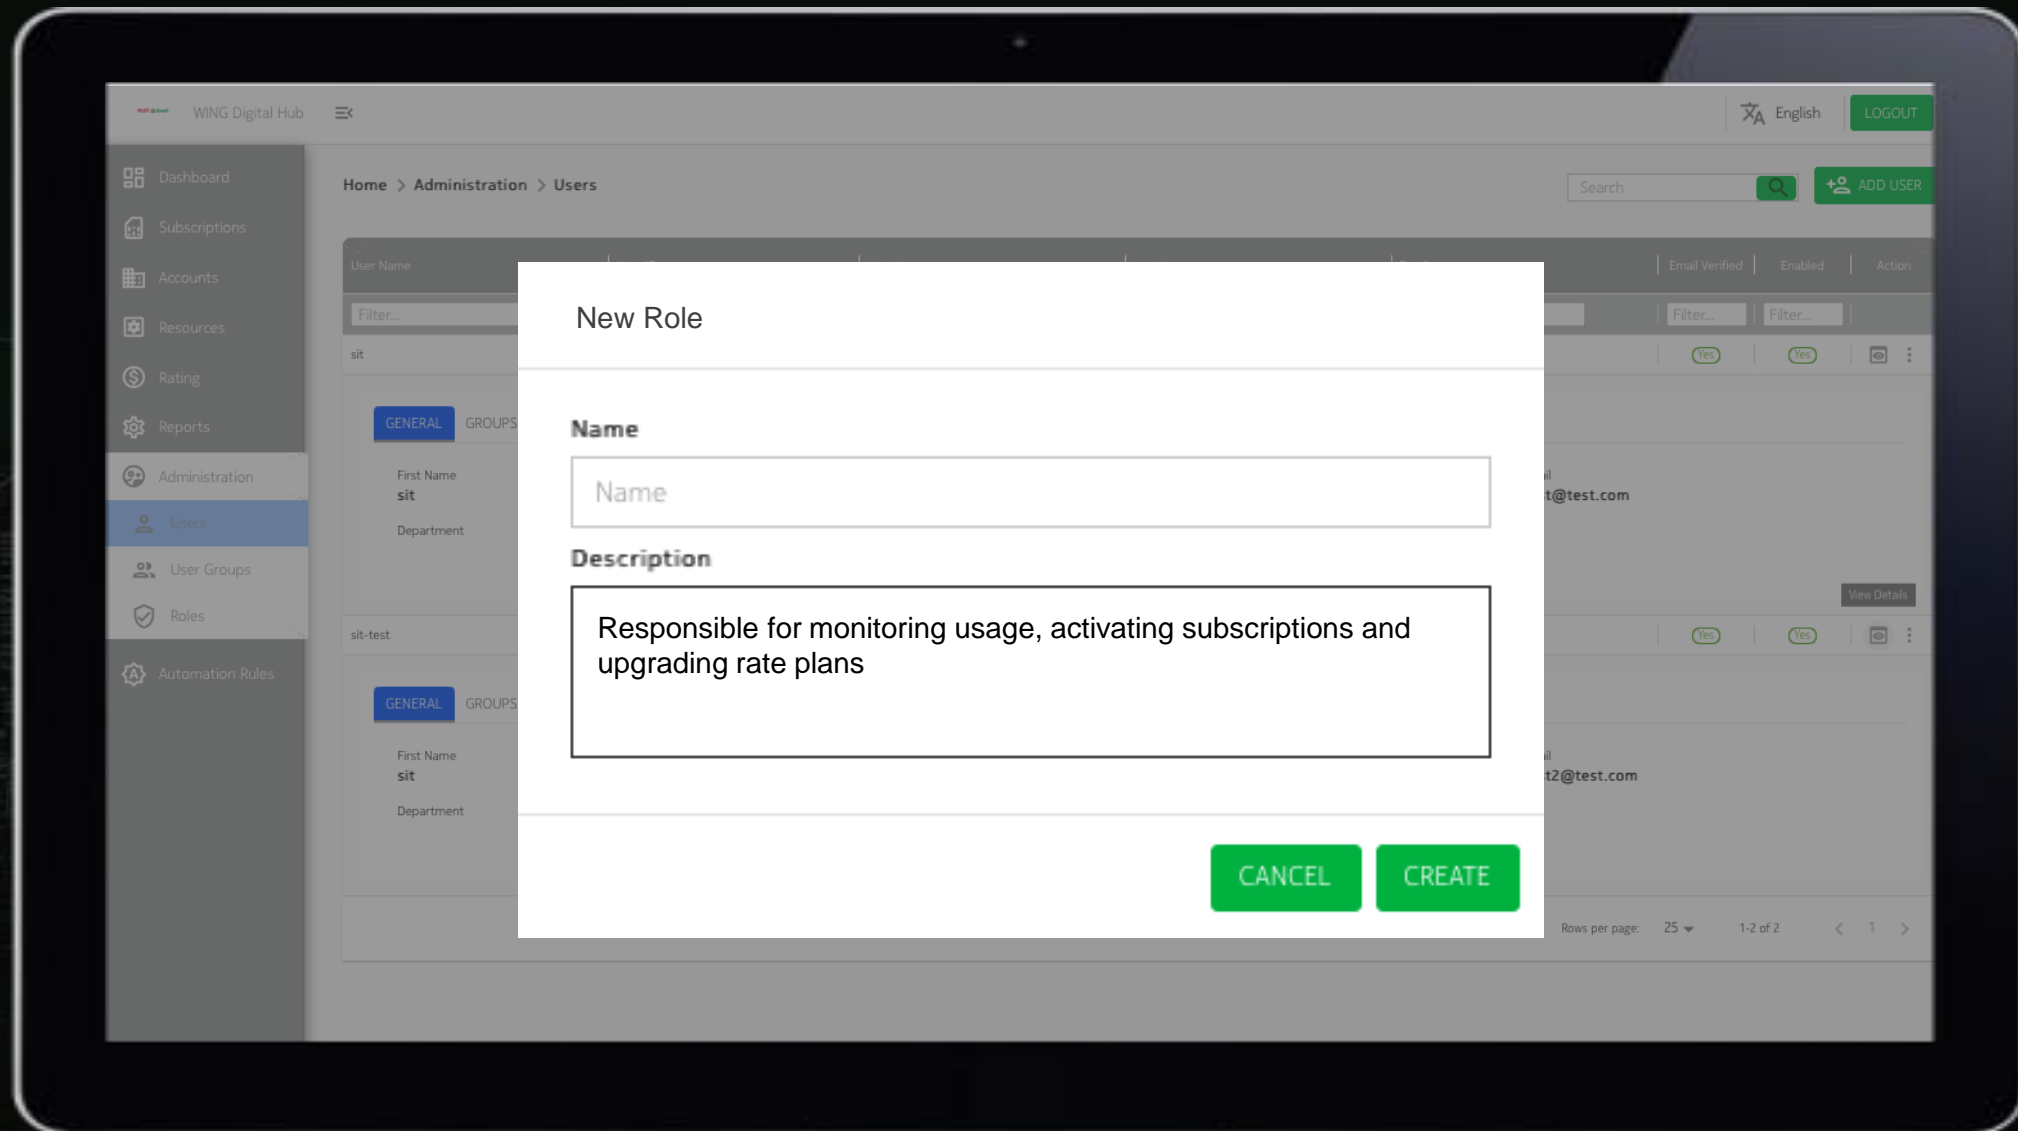 WING Digital Hub
English
LOGOUT
Dashboard
Subscriptions
Accounts
Resources
Rating
Reports
Administration
Users
User Groups
Roles
Automation Rules
Home > Administration > Users
Search
ADD USER
User Name
Email Verified
Enabled
Action
Filter...
Filter...
Filter...
sit
Yes
Yes
GENERAL
GROUPS
First Name
sit
Department
t@test.com
View Details
sit-test
Yes
Yes
GENERAL
GROUPS
First Name
sit
Department
t2@test.com
Rows per page: 25
1-2 of 2
< 1 >
New Role
Name
Name
Description
Responsible for monitoring usage, activating subscriptions and
upgrading rate plans
CANCEL
CREATE